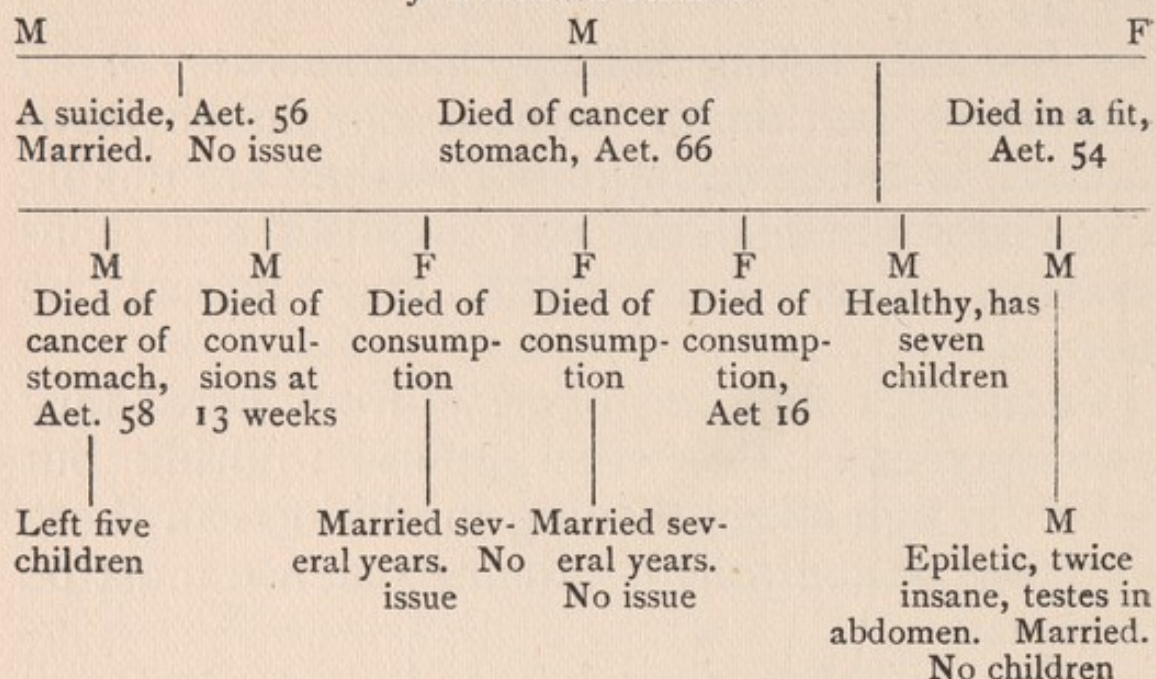 M M F
A suicide, Aet. 56
Married. No issue
Died of cancer of
stomach, Aet. 66
Died in a fit,
Aet. 54
M
Died of
cancer of
stomach,
Aet. 58
Left five
children
M
Died of
convul-
sions at
13 weeks
F
Died of
consump-
tion
Married sev-
eral years. No
issue
F
Died of
consump-
tion
Married sev-
eral years.
No issue
F
Died of
consump-
tion,
Aet 16
M
Healthy, has
seven
children
M
M
Epiletic, twice
insane, testes in
abdomen. Married.
No children